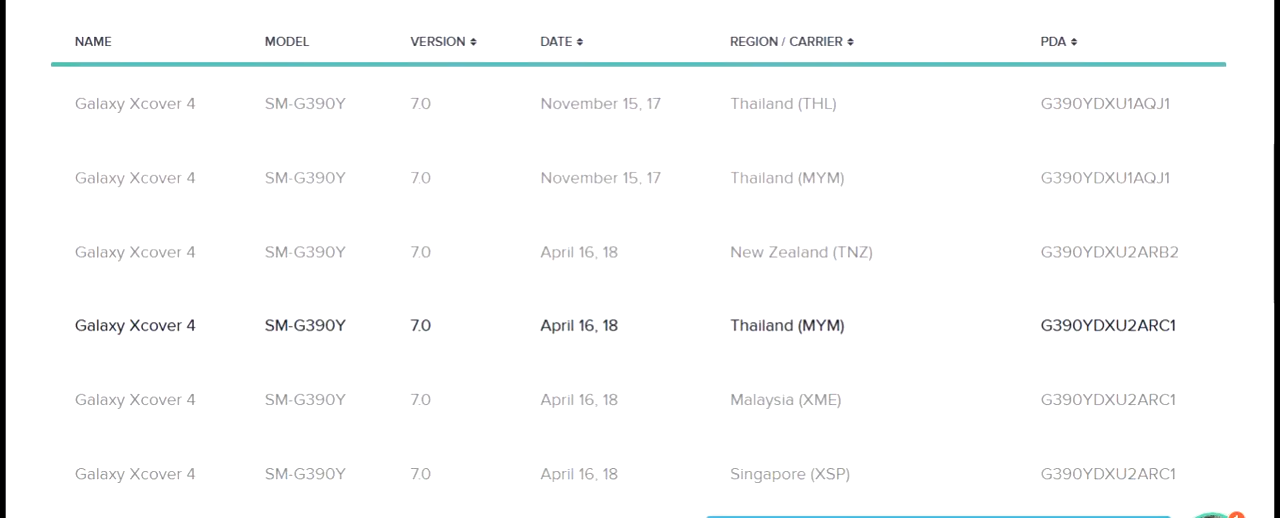 NAME MODEL VERSION DATE REGION / CARRIER PDA
Galaxy Xcover 4 SM-G390Y 7.0 November 15, 17 Thailand (THL) G390YDXU1AQJ1
Galaxy Xcover 4 SM-G390Y 7.0 November 15, 17 Thailand (MYM) G390YDXU1AQJ1
Galaxy Xcover 4 SM-G390Y 7.0 April 16, 18 New Zealand (TNZ) G390YDXU2ARB2
Galaxy Xcover 4 SM-G390Y 7.0 April 16, 18 Thailand (MYM) G390YDXU2ARC1
Galaxy Xcover 4 SM-G390Y 7.0 April 16, 18 Malaysia (XME) G390YDXU2ARC1
Galaxy Xcover 4 SM-G390Y 7.0 April 16, 18 Singapore (XSP) G390YDXU2ARC1